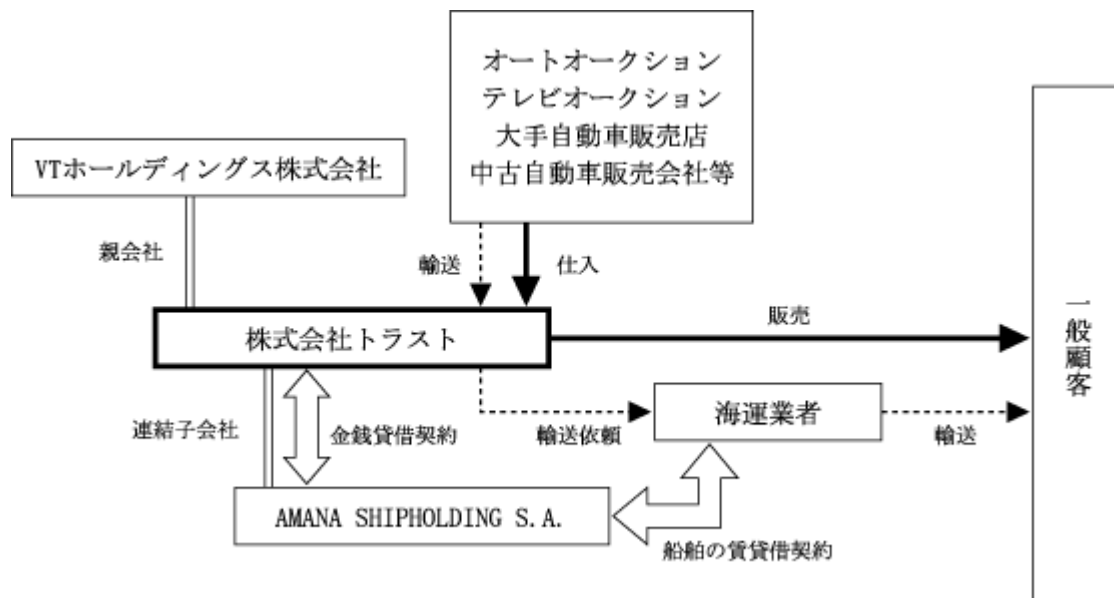 オートオークション
テレビオークション
大手自動車販売店
中古自動車販売会社等
VTホールディングス株式会社
親会社
輸送
仕入
株式会社トラスト
販売
一般顧客
連結子会社
金銭貸借契約
輸送依頼
海運業者
輸送
AMANA SHIPHOLDING S.A.
船舶の賃貸借契約